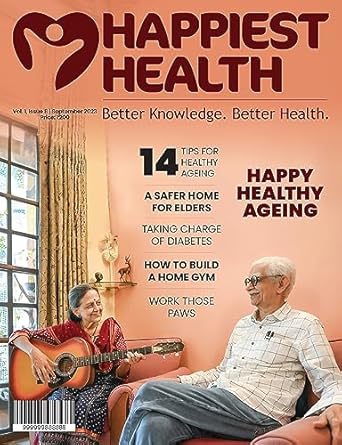 HAPPIEST
HEALTH
Vol. 1, Issue 8 | September 2023
Price: ₹200
Better Knowledge. Better Health.
14 TIPS FOR
HEALTHY
AGEING
A SAFER HOME
FOR ELDERS
TAKING CHARGE
OF DIABETES
HOW TO BUILD
A HOME GYM
WORK THOSE
PAWS
HAPPY
HEALTHY
AGEING